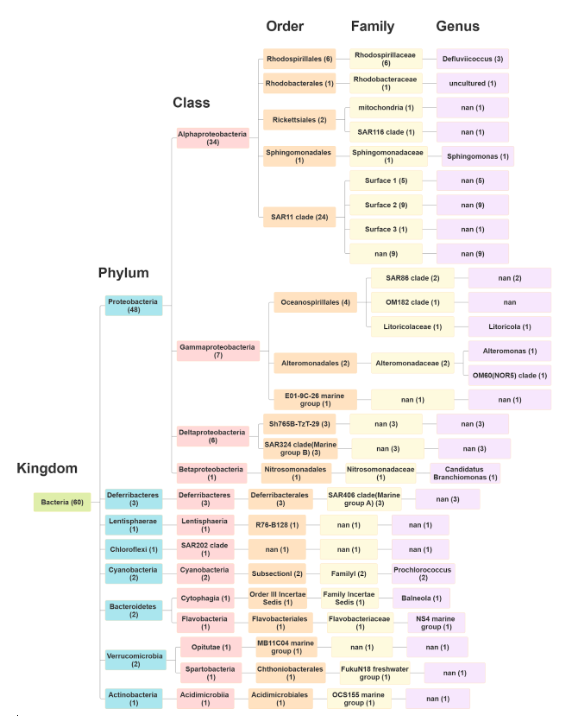 Order Family Genus
Rhodospirillales (6)
Rhodospirillaceae
(6)
Defluviicoccus (3)
Rhodobacterales (1)
Rhodobacteraceae
(1)
uncultured (1)
Class
Rickettsiales (2)
mitochondria (1)
nan (1)
SAR116 clade (1)
nan (1)
Alphaproteobacteria
(34)
Sphingomonadales
(1)
Sphingomonadaceae
(1)
Sphingomonas (1)
SAR11 clade (24)
Surface 1 (5)
nan (5)
Surface 2 (9)
nan (9)
Surface 3 (1)
nan (1)
nan (9)
nan (9)
Phylum
Proteobacteria
(48)
Gammaproteobacteria
(7)
Oceanospirillales (4)
SAR86 clade (2)
nan (2)
OM182 clade (1)
nan
Litoricolaceae (1)
Litoricola (1)
Alteromonadales (2)
Alteromonadaceae (2)
Alteromonas (1)
OM60(NOR5) clade (1)
E01-9C-26 marine
group (1)
nan (1)
nan (1)
Deltaproteobacteria
(6)
Sh765B-TzT-29 (3)
nan (3)
nan (3)
SAR324 clade(Marine
group B) (3)
nan (3)
nan (3)
Betaproteobacteria
(1)
Nitrosomonadales
(1)
Nitrosomonadaceae
(1)
Candidatus
Branchiomonas (1)
Kingdom
Bacteria (60)
Deferribacteres
(3)
Deferribacteres
(3)
Deferribacterales
(3)
SAR406 clade(Marine
group A) (3)
nan (3)
Lentisphaerae
(1)
Lentisphaeria
(1)
R76-B128 (1)
nan (1)
nan (1)
Chloroflexi (1)
SAR202 clade
(1)
nan (1)
nan (1)
nan (1)
Cyanobacteria
(2)
Cyanobacteria
(2)
SubsectionI (2)
FamilyI (2)
Prochlorococcus
(2)
Bacteroidetes
(2)
Cytophagia (1)
Order III Incertae
Sedis (1)
Family Incertae
Sedis (1)
Balneola (1)
Flavobacteria
(1)
Flavobacteriales
(1)
Flavobacteriaceae
(1)
NS4 marine
group (1)
Verrucomicrobia
(2)
Opitutae (1)
MB11C04 marine
group (1)
nan (1)
nan (1)
Spartobacteria
(1)
Chthoniobacterales
(1)
FukuN18 freshwater
group (1)
nan (1)
Actinobacteria
(1)
Acidimicrobiia
(1)
Acidimicrobiales
(1)
OCS155 marine
group (1)
nan (1)